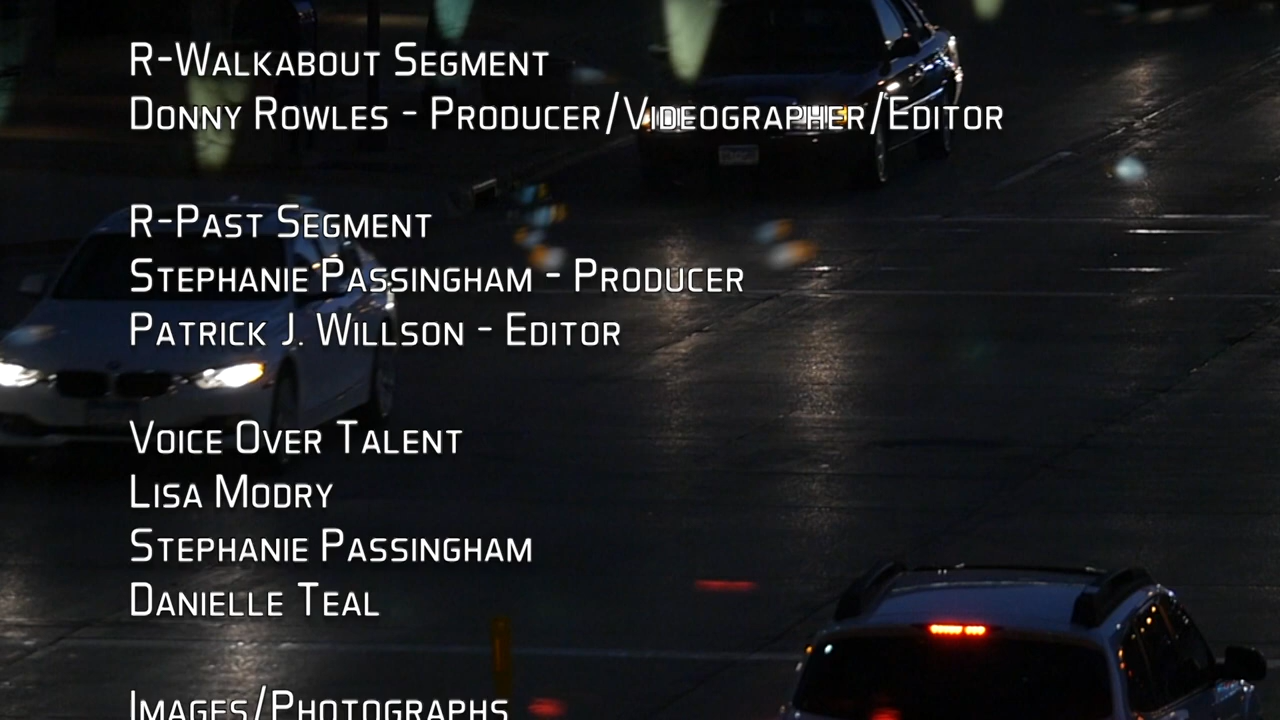 R-Walkabout Segment
Donny Rowles - Producer/Videographer/Editor
R-Past Segment
Stephanie Passingham - Producer
Patrick J. Willson - Editor
Voice Over Talent
Lisa Modry
Stephanie Passingham
Danielle Teal
Images/Photographs